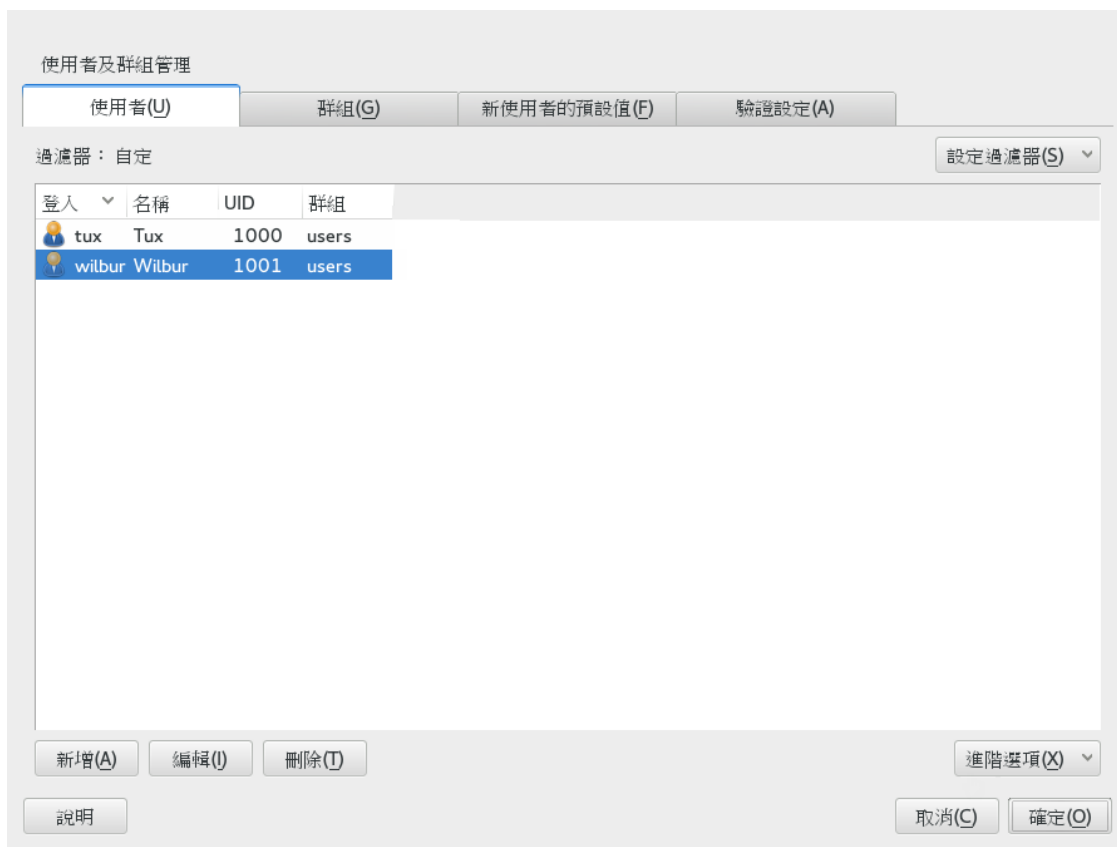 使用者及群組管理
使用者(U) 群組(G) 新使用者的預設值(F) 驗證設定(A)
過濾器：自定 設定過濾器(S)
登入 名稱 UID 群組
tux Tux 1000 users
wilbur Wilbur 1001 users
新增(A) 編輯(I) 刪除(T) 進階選項(X)
說明 取消(C) 確定(O)